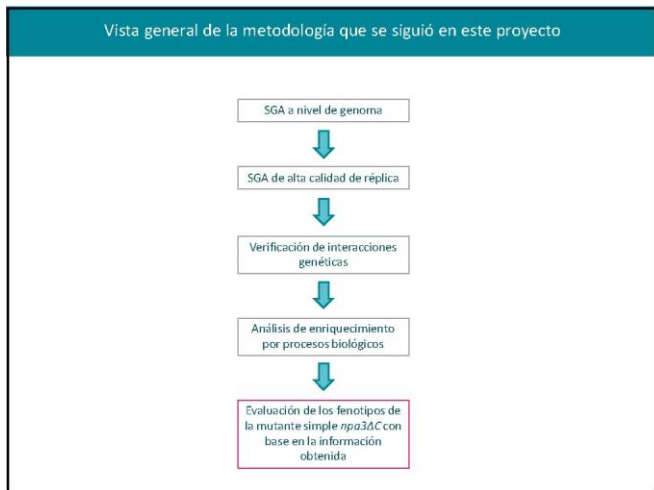 Vista general de la metodología que se siguió en este proyecto
SGA a nivel de genoma
SGA de alta calidad de réplica
Verificación de interacciones
genéticas
Análisis de enriquecimiento
por procesos biológicos
Evaluación de los fenotipos de
la mutante simple npa3ΔC con
base en la información
obtenida